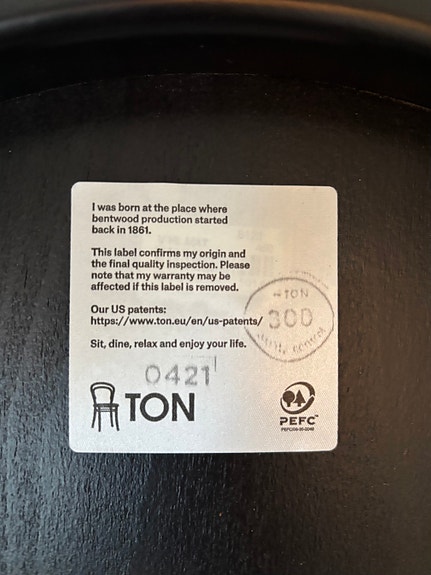 I was born at the place where
bentwood production started
back in 1861.
This label confirms my origin and
the final quality inspection. Please
note that my warranty may be
affected if this label is removed.
Our US patents:
https://www.ton.eu/en/us-patents/
Sit, dine, relax and enjoy your life.
TON
300
0421
TON
PEFC™